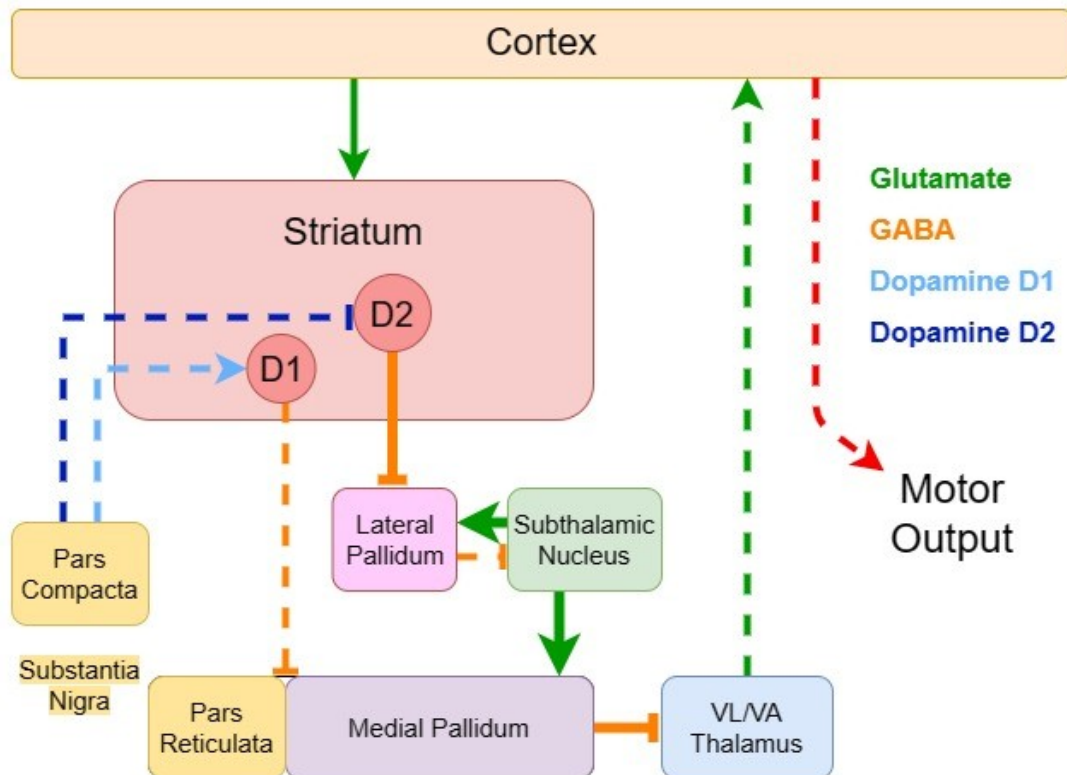 Cortex
Glutamate
GABA
Dopamine D1
Dopamine D2
Striatum
D2
D1
Motor
Output
Lateral
Pallidum
Subthalamic
Nucleus
Pars
Compacta
Substantia
Nigra
Pars
Reticulata
Medial Pallidum
VL/VA
Thalamus